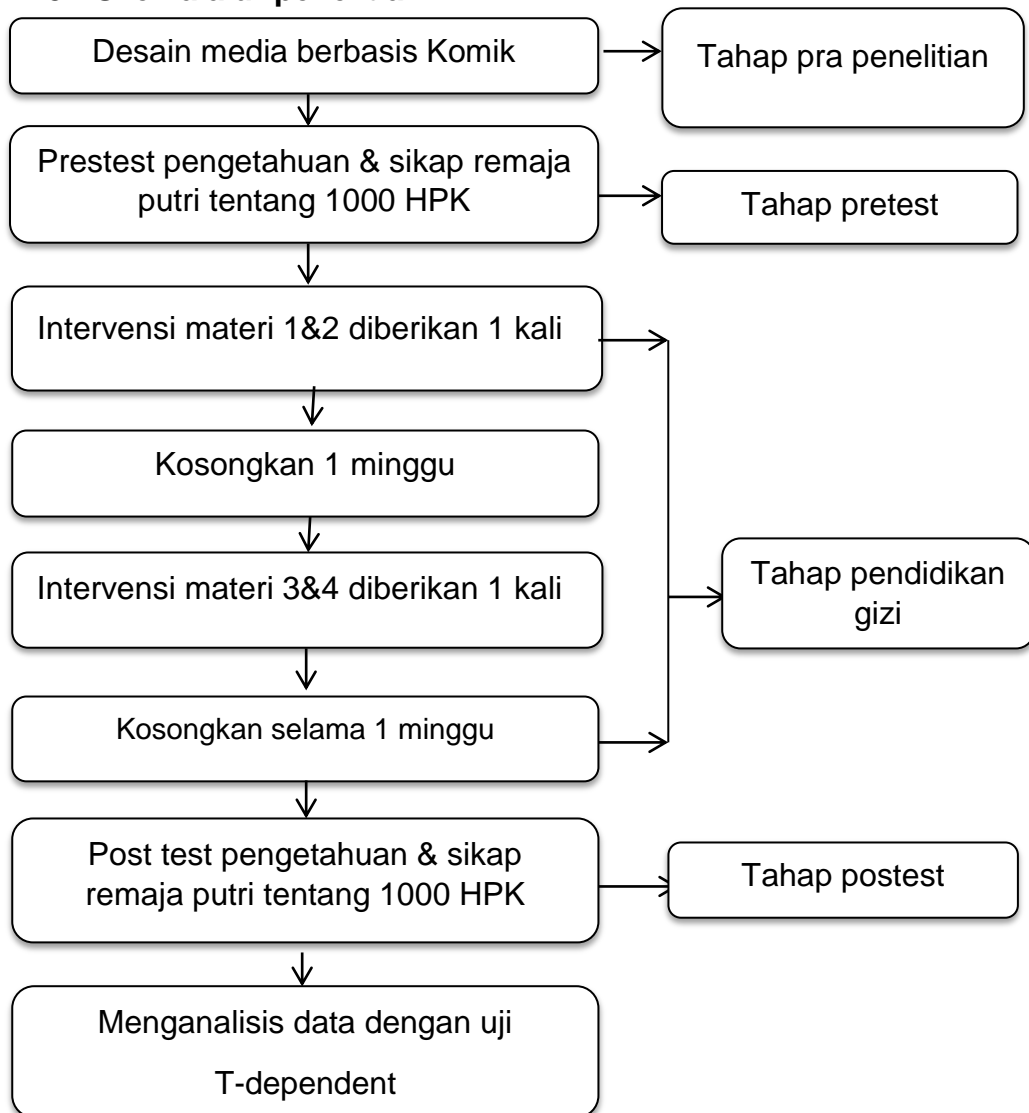 Desain media berbasis Komik
Tahap pra penelitian
Prestest pengetahuan & sikap remaja
putri tentang 1000 HPK
Tahap pretest
Intervensi materi 1&2 diberikan 1 kali
Kosongkan 1 minggu
Intervensi materi 3&4 diberikan 1 kali
Tahap pendidikan
gizi
Kosongkan selama 1 minggu
Post test pengetahuan & sikap
remaja putri tentang 1000 HPK
Tahap postest
Menganalisis data dengan uji
T-dependent